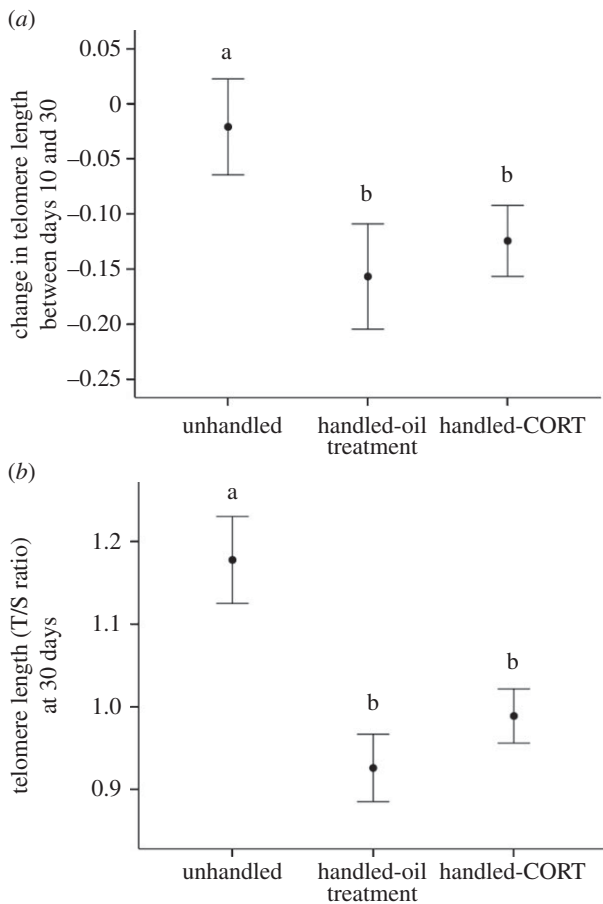 (a)
change in telomere length
between days 10 and 30
0.05
0
–0.05
–0.10
–0.15
–0.20
–0.25
a
b
b
unhandled
handled-oil
treatment
handled-CORT
(b)
telomere length (T/S ratio)
at 30 days
1.2
1.1
1.0
0.9
a
b
b
unhandled
handled-oil
treatment
handled-CORT